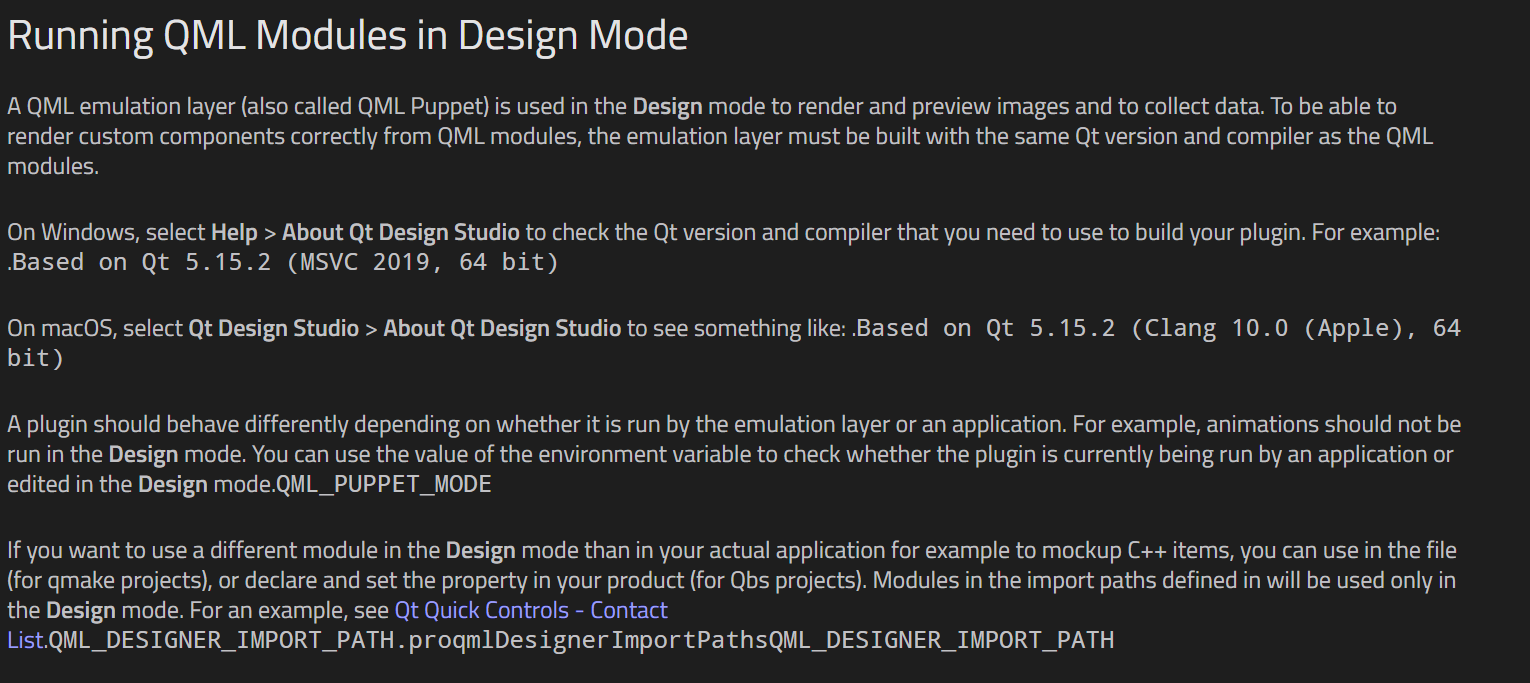 Running QML Modules in Design Mode
A QML emulation layer (also called QML Puppet) is used in the Design mode to render and preview images and to collect data. To be able to
render custom components correctly from QML modules, the emulation layer must be built with the same Qt version and compiler as the QML
modules.
On Windows, select Help > About Qt Design Studio to check the Qt version and compiler that you need to use to build your plugin. For example:
.Based on Qt 5.15.2 (MSVC 2019, 64 bit)
On macOS, select Qt Design Studio > About Qt Design Studio to see something like: .Based on Qt 5.15.2 (Clang 10.0 (Apple), 64
bit)
A plugin should behave differently depending on whether it is run by the emulation layer or an application. For example, animations should not be
run in the Design mode. You can use the value of the environment variable to check whether the plugin is currently being run by an application or
edited in the Design mode.QML_PUPPET_MODE
If you want to use a different module in the Design mode than in your actual application for example to mockup C++ items, you can use in the file
(for qmake projects), or declare and set the property in your product (for Qbs projects). Modules in the import paths defined in will be used only in
the Design mode. For an example, see Qt Quick Controls - Contact
List.QML_DESIGNER_IMPORT_PATH.proqmlDesignerImportPathsQML_DESIGNER_IMPORT_PATH